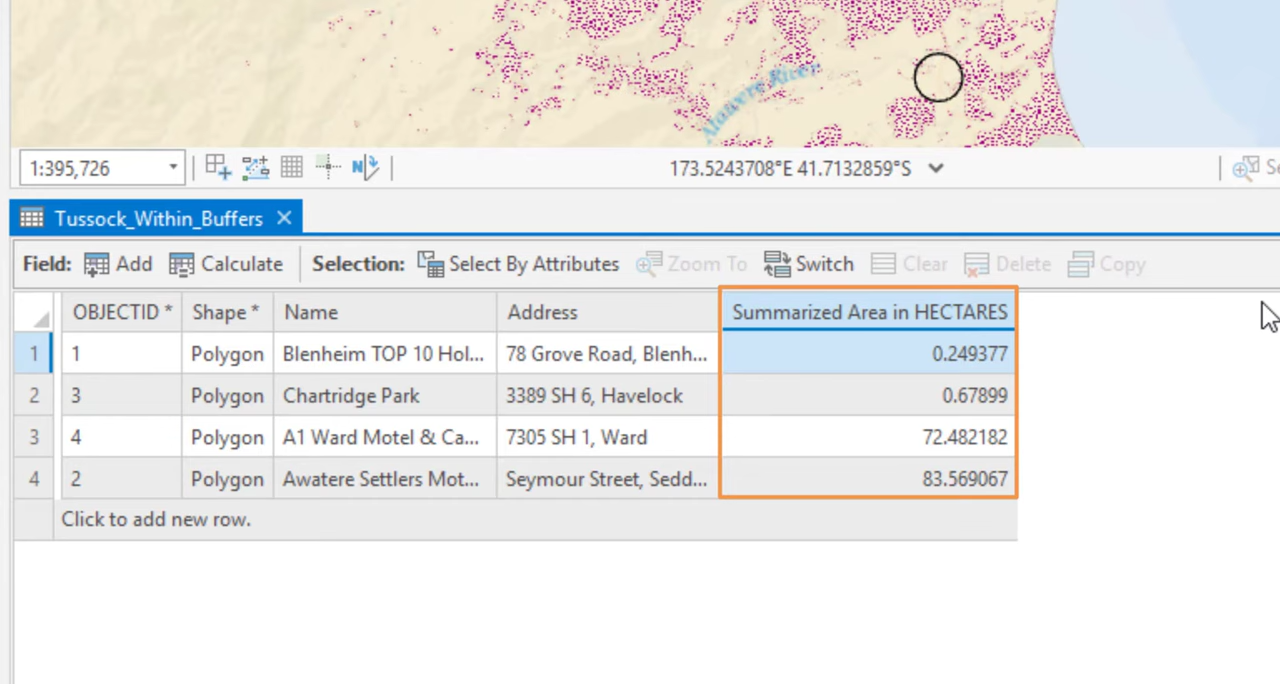 Awatere River
1:395,726
N
173.5243708°E 41.7132859°S
Tussock_Within_Buffers
Field: Add Calculate Selection: Select By Attributes Zoom To Switch Clear Delete Copy
OBJECTID * Shape * Name Address Summarized Area in HECTARES
1 1 Polygon Blenheim TOP 10 Hol... 78 Grove Road, Blenh... 0.249377
2 3 Polygon Chartridge Park 3389 SH 6, Havelock 0.67899
3 4 Polygon A1 Ward Motel & Ca... 7305 SH 1, Ward 72.482182
4 2 Polygon Awatere Settlers Mot... Seymour Street, Sedd... 83.569067
Click to add new row.